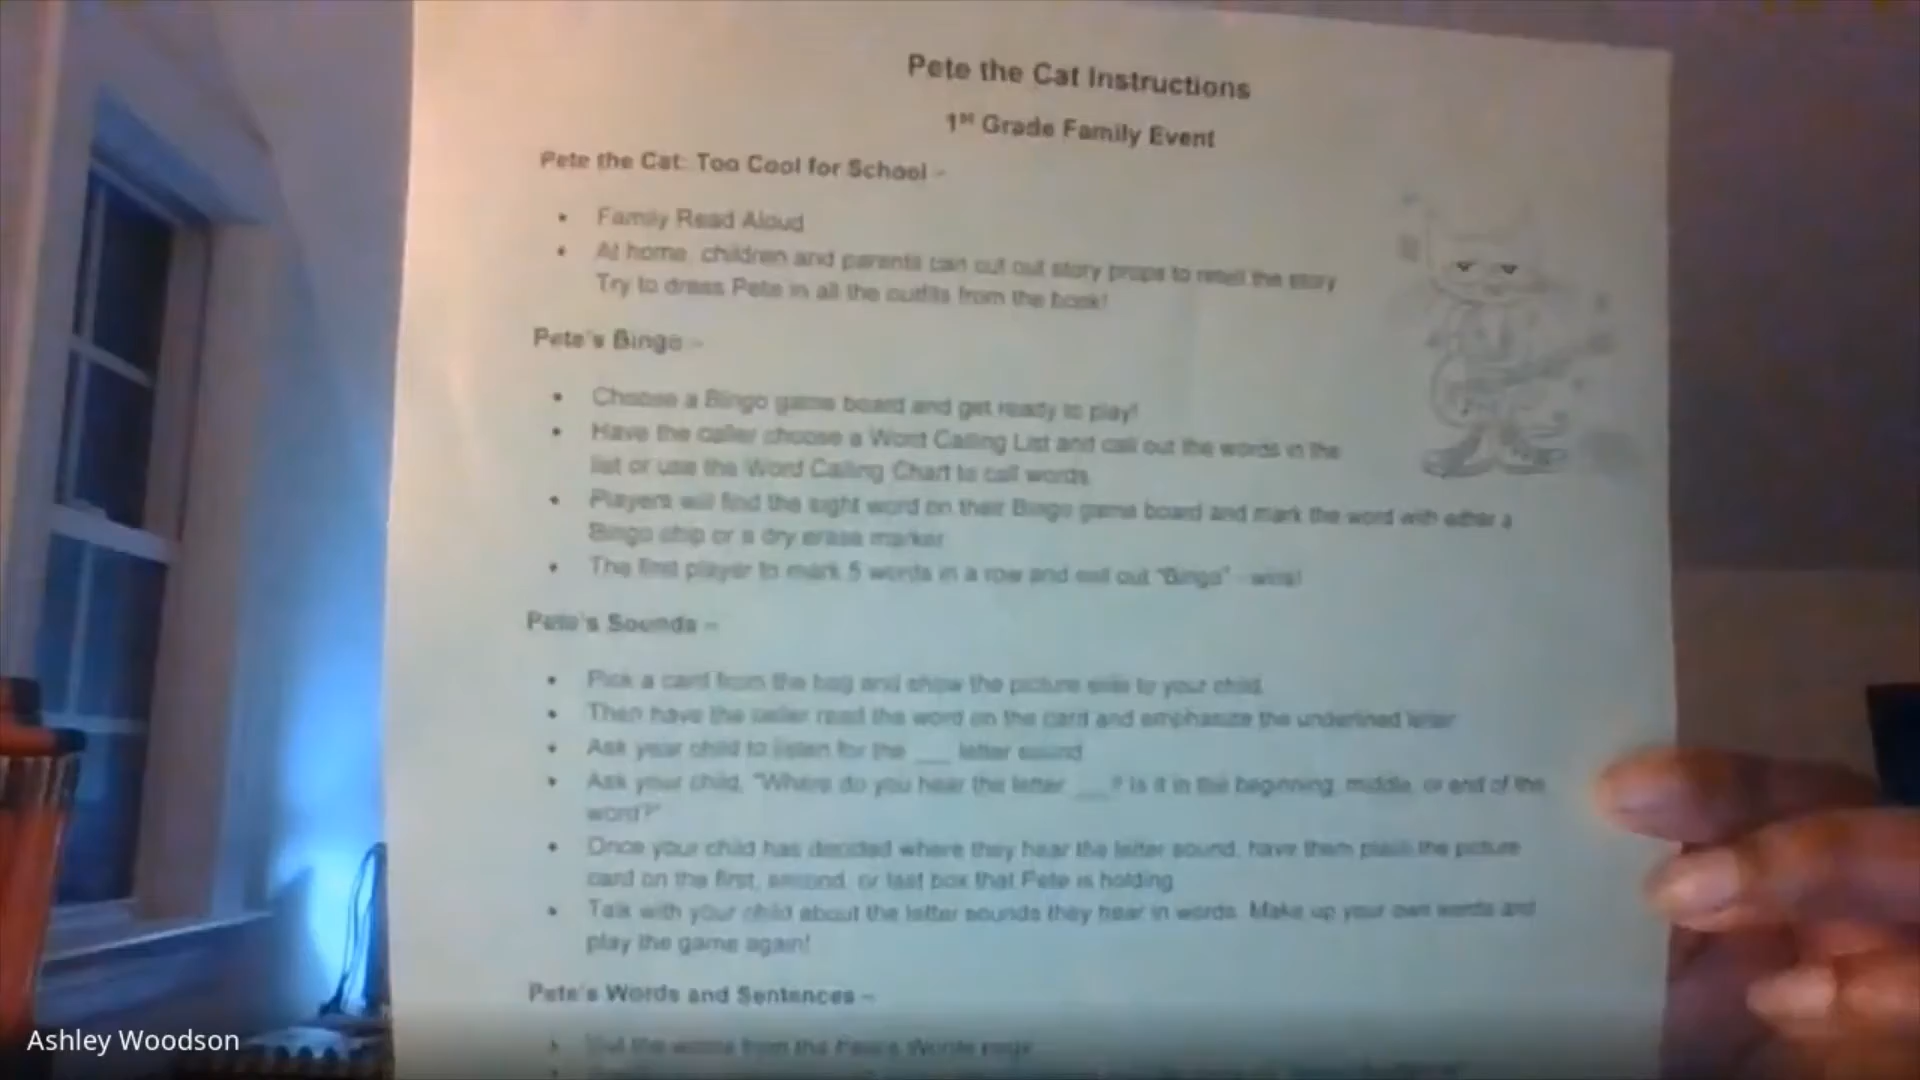 Pete the Cat Instructions
1st Grade Family Event
Pete the Cat: Too Cool for School –
• Family Read Aloud
• At home, children and parents can cut out story props to retell the story
Try to dress Pete in all the outfits from the book!
Pete's Bingo –
• Choose a Bingo game board and get ready to play!
• Have the caller choose a Word Calling List and call out the words in the
list or use the Word Calling Chart to call words
• Players will find the sight word on their Bingo game board and mark the word with either a
Bingo chip or a dry erase marker
• The first player to mark 5 words in a row and call out "Bingo" - wins!
Pete's Sounds –
• Pick a card from the bag and show the picture side to your child.
• Then have the caller read the word on the card and emphasize the underlined letter
• Ask your child to listen for the ___ letter sound
• Ask your child, "Where do you hear the letter ___? Is it in the beginning, middle, or end of the
word?"
• Once your child has decided where they hear the letter sound, have them place the picture
card on the first, second, or last box that Pete is holding
• Talk with your child about the letter sounds they hear in words. Make up your own words and
play the game again!
Pete's Words and Sentences –
the words from the Pete's Words page
Ashley Woodson